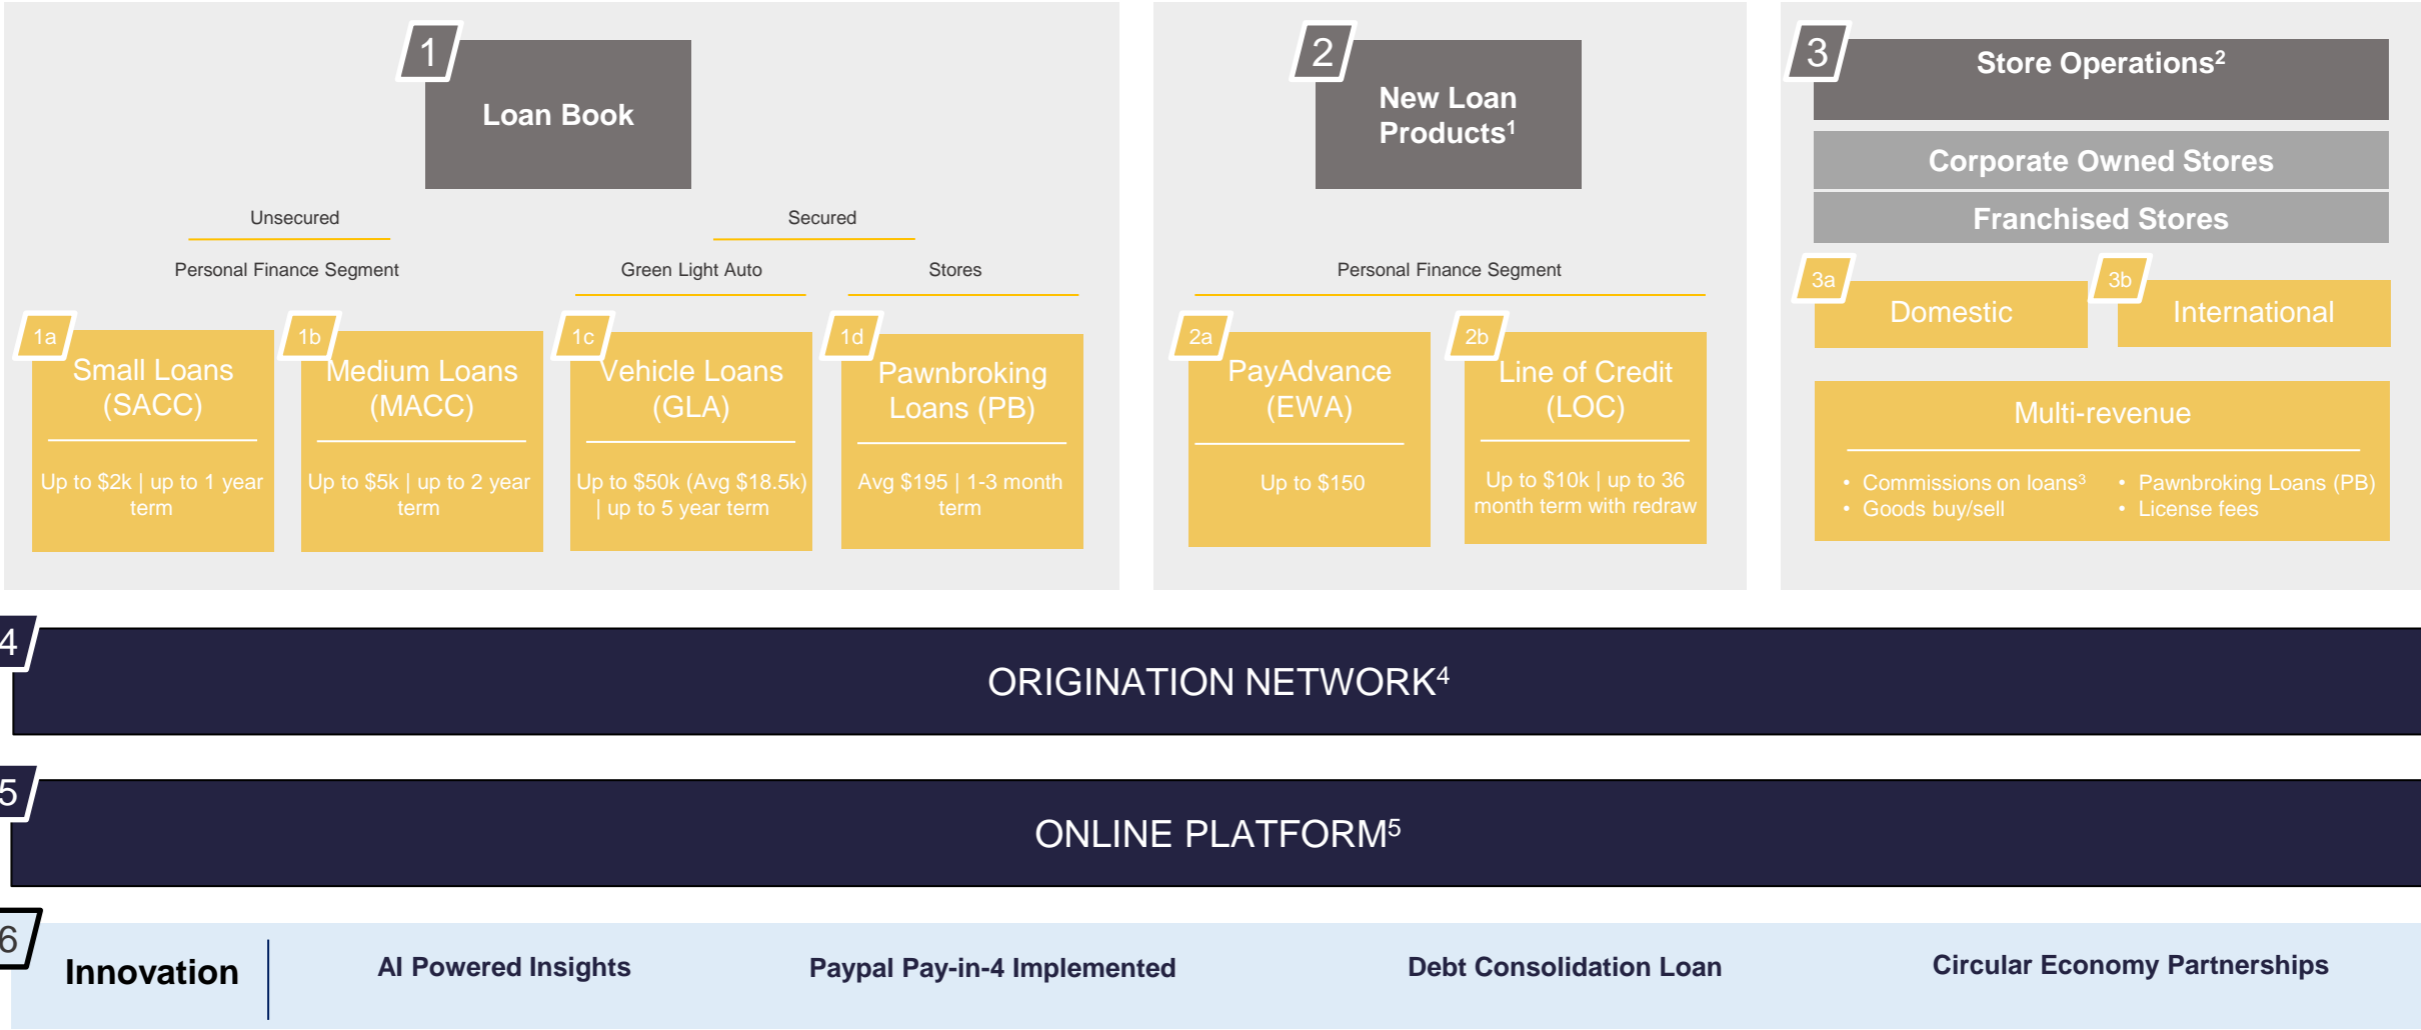 1
Loan Book
Unsecured
Secured
Personal Finance Segment
Green Light Auto
Stores
1a
Small Loans
(SACC)
Up to $2k | up to 1 year
term
1b
Medium Loans
(MACC)
Up to $5k | up to 2 year
term
1c
Vehicle Loans
(GLA)
Up to $50k (Avg $18.5k)
| up to 5 year term
1d
Pawnbroking
Loans (PB)
Avg $195 | 1-3 month
term
2
New Loan
Products¹
Personal Finance Segment
2a
PayAdvance
(EWA)
Up to $150
2b
Line of Credit
(LOC)
Up to $10k | up to 36
month term with redraw
3
Store Operations²
Corporate Owned Stores
Franchised Stores
3a
Domestic
3b
International
Multi-revenue
• Commissions on loans³
• Goods buy/sell
• Pawnbroking Loans (PB)
• License fees
4
ORIGINATION NETWORK⁴
5
ONLINE PLATFORM⁵
6
Innovation
AI Powered Insights
Paypal Pay-in-4 Implemented
Debt Consolidation Loan
Circular Economy Partnerships